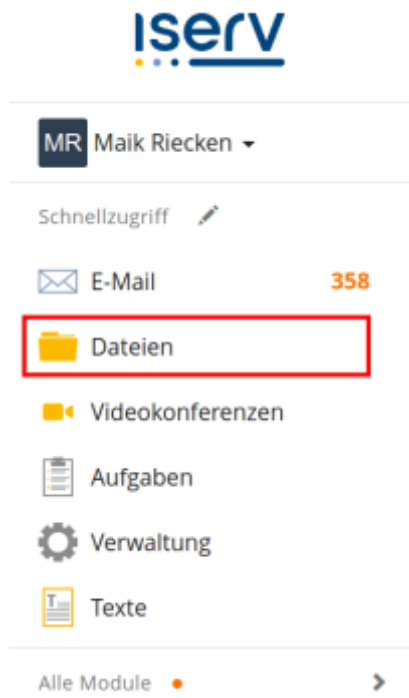 IServ
MR Maik Riecken
Schnellzugriff
E-Mail 358
Dateien
Videokonferenzen
Aufgaben
Verwaltung
Texte
Alle Module